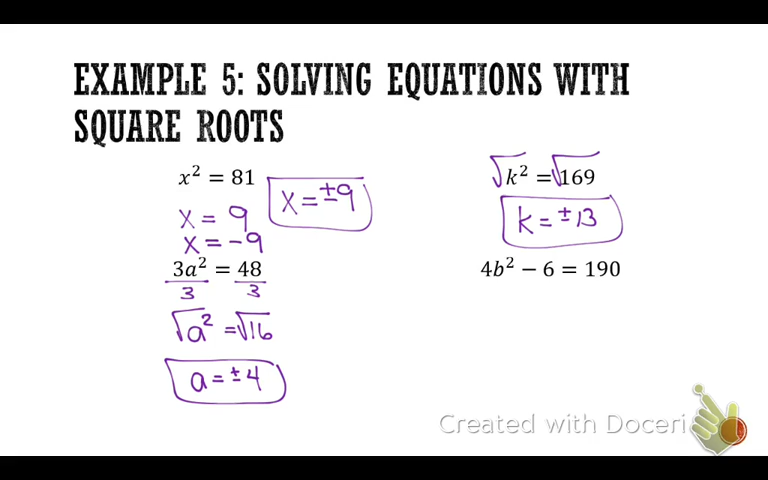 EXAMPLE 5: SOLVING EQUATIONS WITH
SQUARE ROOTS
x² = 81
x = ±9
x = 9
x = -9
√k² = √169
k = ±13
3a² = 48
3 3
√a² = √16
a = ±4
4b² − 6 = 190
Created with Doceri